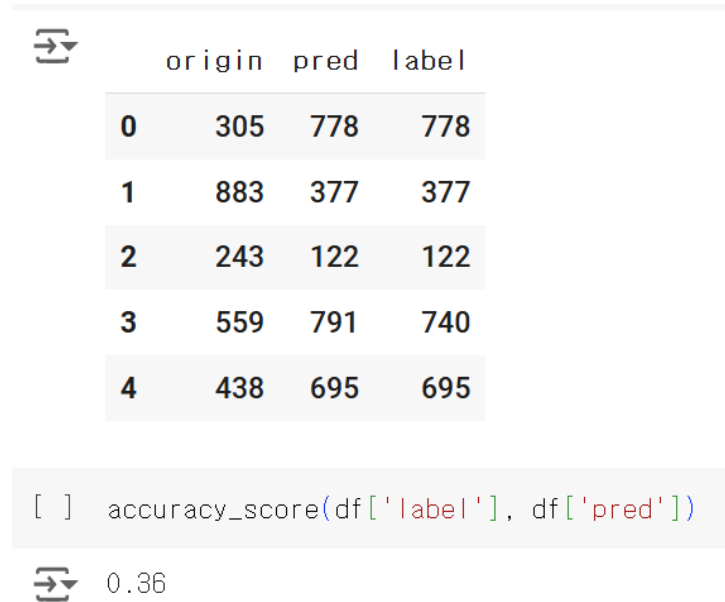 origin pred label
0 305 778 778
1 883 377 377
2 243 122 122
3 559 791 740
4 438 695 695
[ ] accuracy_score(df['label'], df['pred'])
0.36